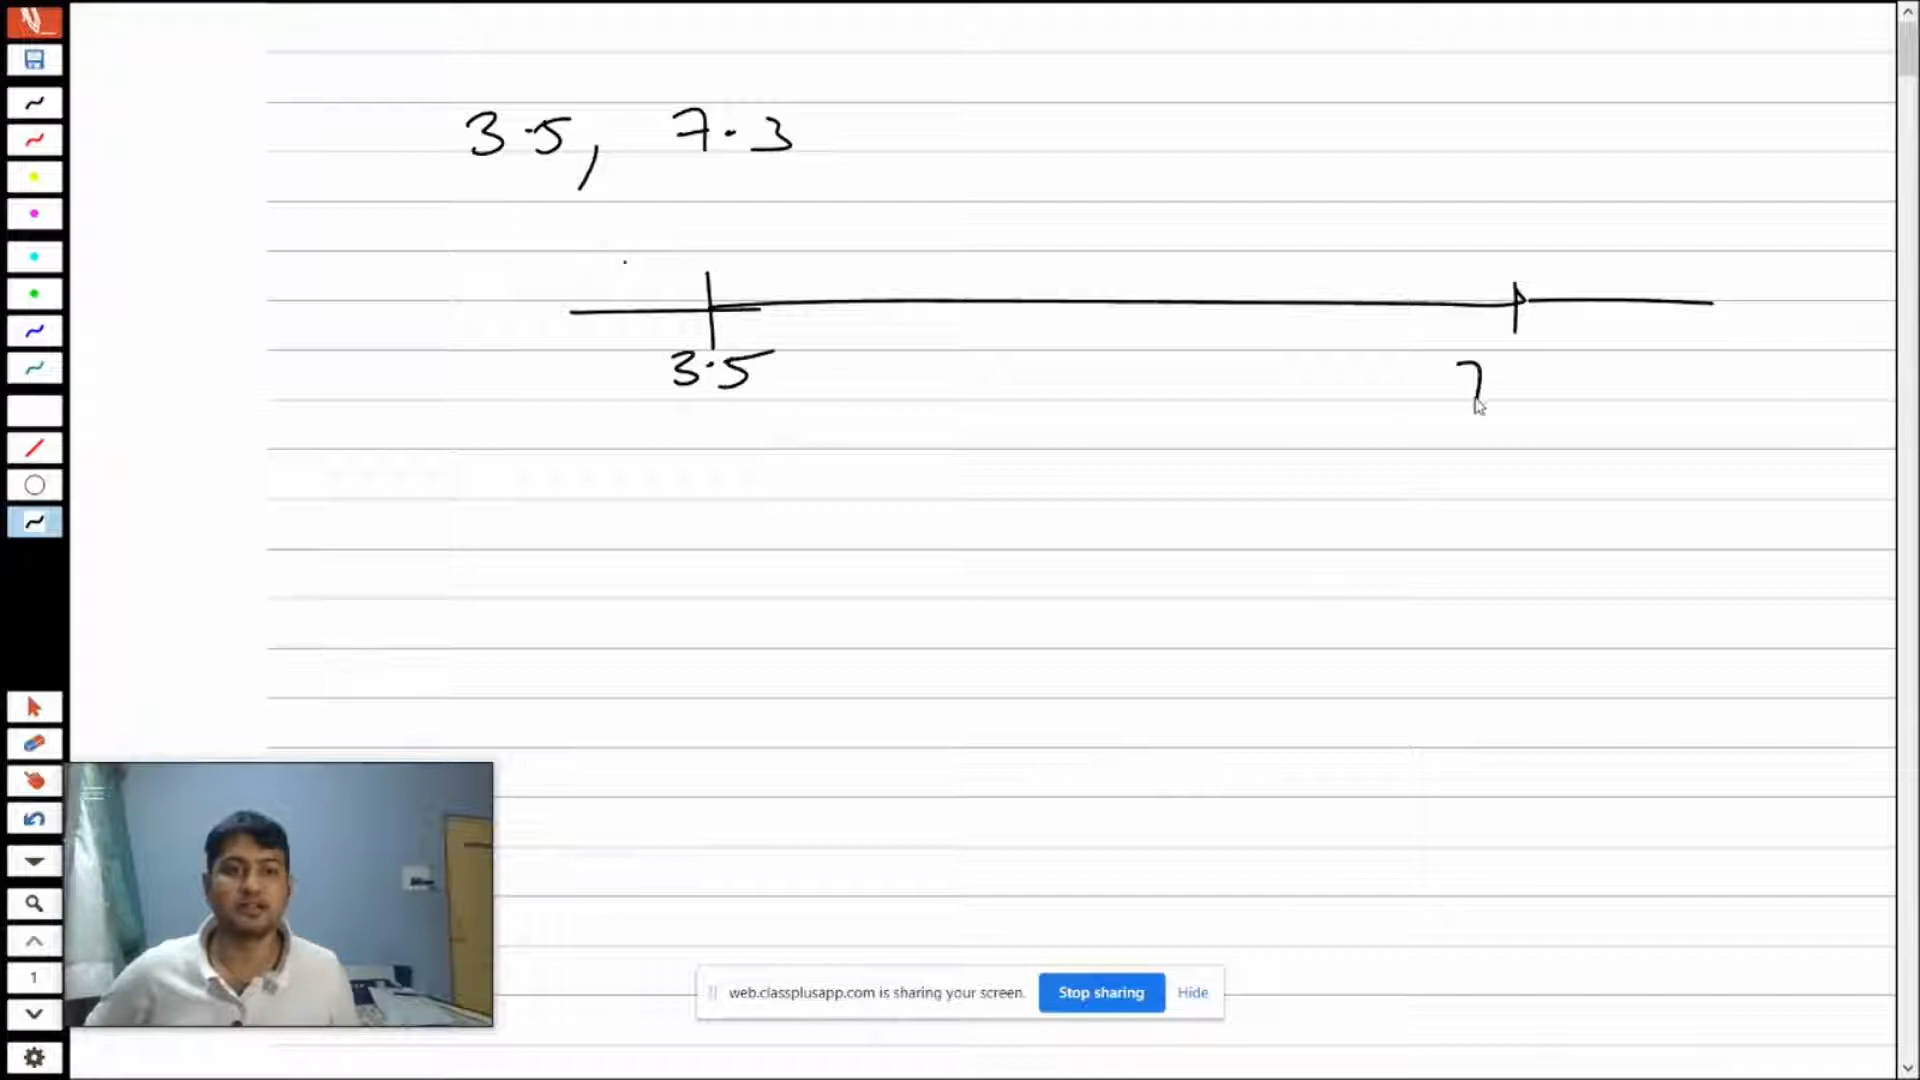 3.5, 7.3
3.5
7
1
web.classplusapp.com is sharing your screen. Stop sharing Hide